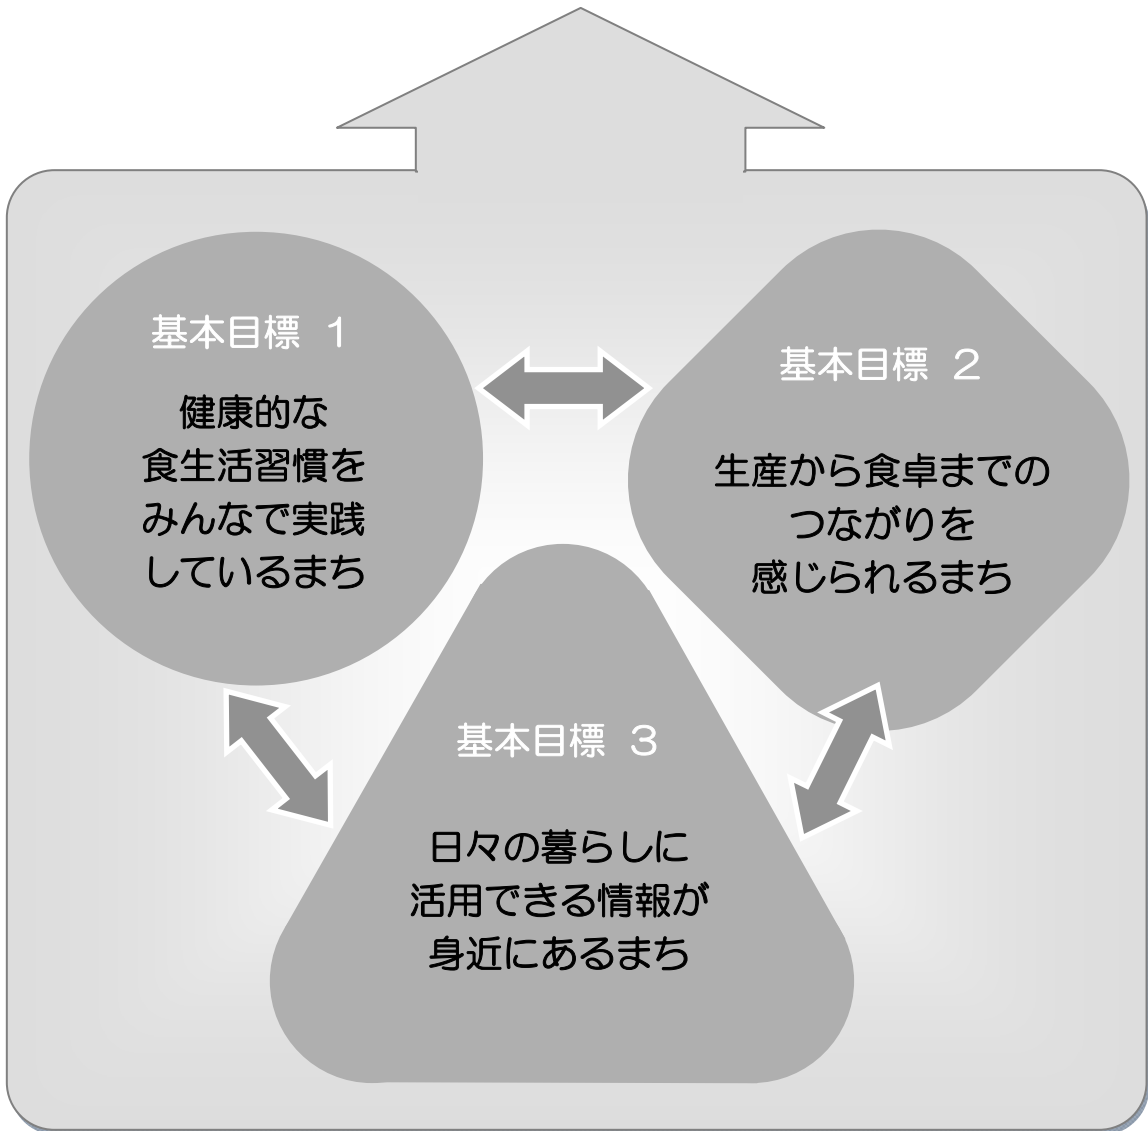 基本目標 1
健康的な
食生活習慣を
みんなで実践
しているまち
基本目標 2
生産から食卓までの
つながりを
感じられるまち
基本目標 3
日々の暮らしに
活用できる情報が
身近にあるまち